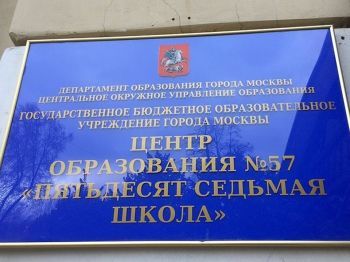 ДЕПАРТАМЕНТ ОБРАЗОВАНИЯ ГОРОДА МОСКВЫ
ЦЕНТРАЛЬНОЕ ОКРУЖНОЕ УПРАВЛЕНИЕ ОБРАЗОВАНИЯ
ГОСУДАРСТВЕННОЕ БЮДЖЕТНОЕ ОБРАЗОВАТЕЛЬНОЕ
УЧРЕЖДЕНИЕ ГОРОДА МОСКВЫ
ЦЕНТР
ОБРАЗОВАНИЯ №57
«ПЯТЬДЕСЯТ СЕДЬМАЯ
ШКОЛА»